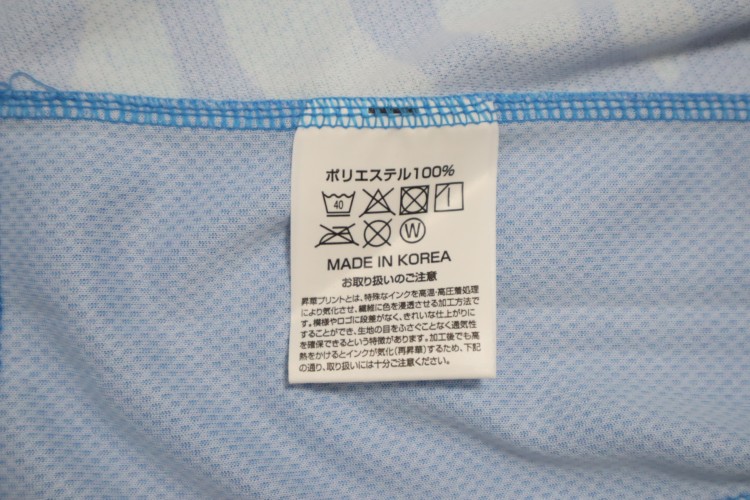 ポリエステル100%
40
W
MADE IN KOREA
お取り扱いのご注意
昇華プリントとは、特殊なインクを高温・高圧着処理
により気化させ、繊維に色を浸透させる加工方法で
す。模様やロゴに段差がなく、きれいな仕上がりに
することができ、生地の目をふさぐことなく通気性
を確保できるという特徴があります。加工後でも高
熱をかけるとインクが気化(再昇華)するため、下記
の通り、取り扱いには十分ご注意ください。